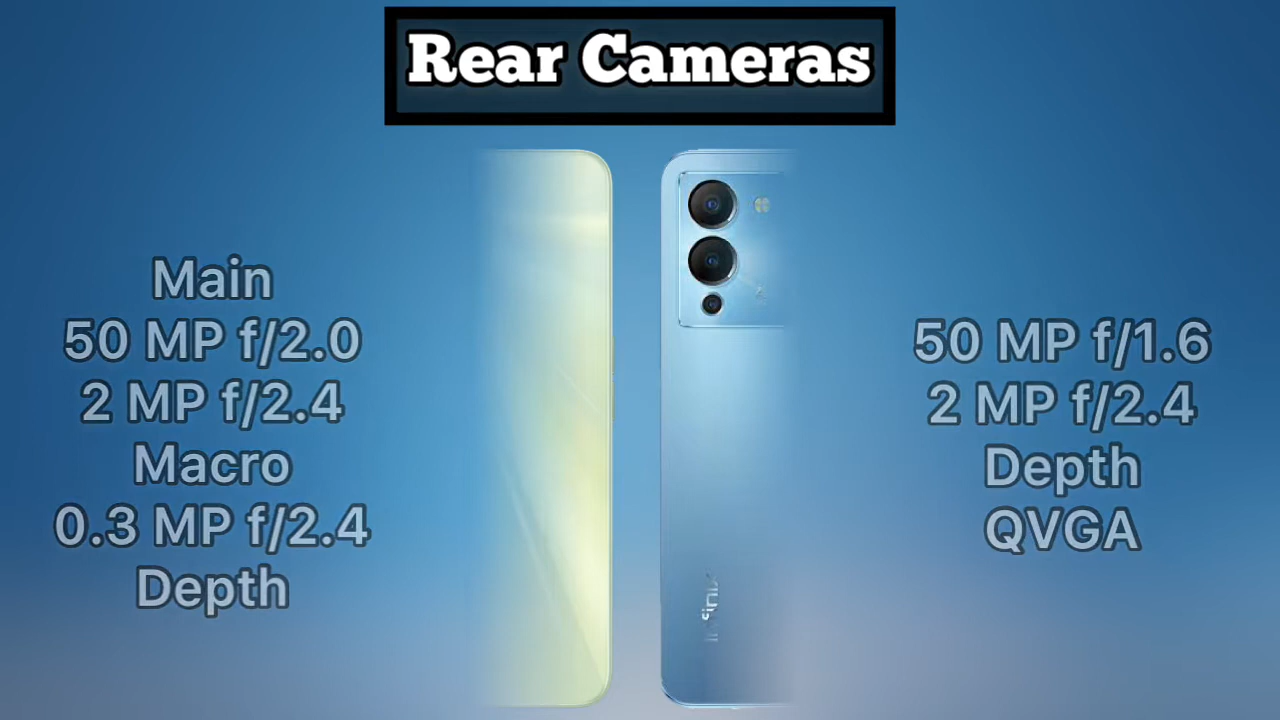 Rear Cameras
Main
50 MP f/2.0
2 MP f/2.4
Macro
0.3 MP f/2.4
Depth
50 MP f/1.6
2 MP f/2.4
Depth
QVGA
Infinix